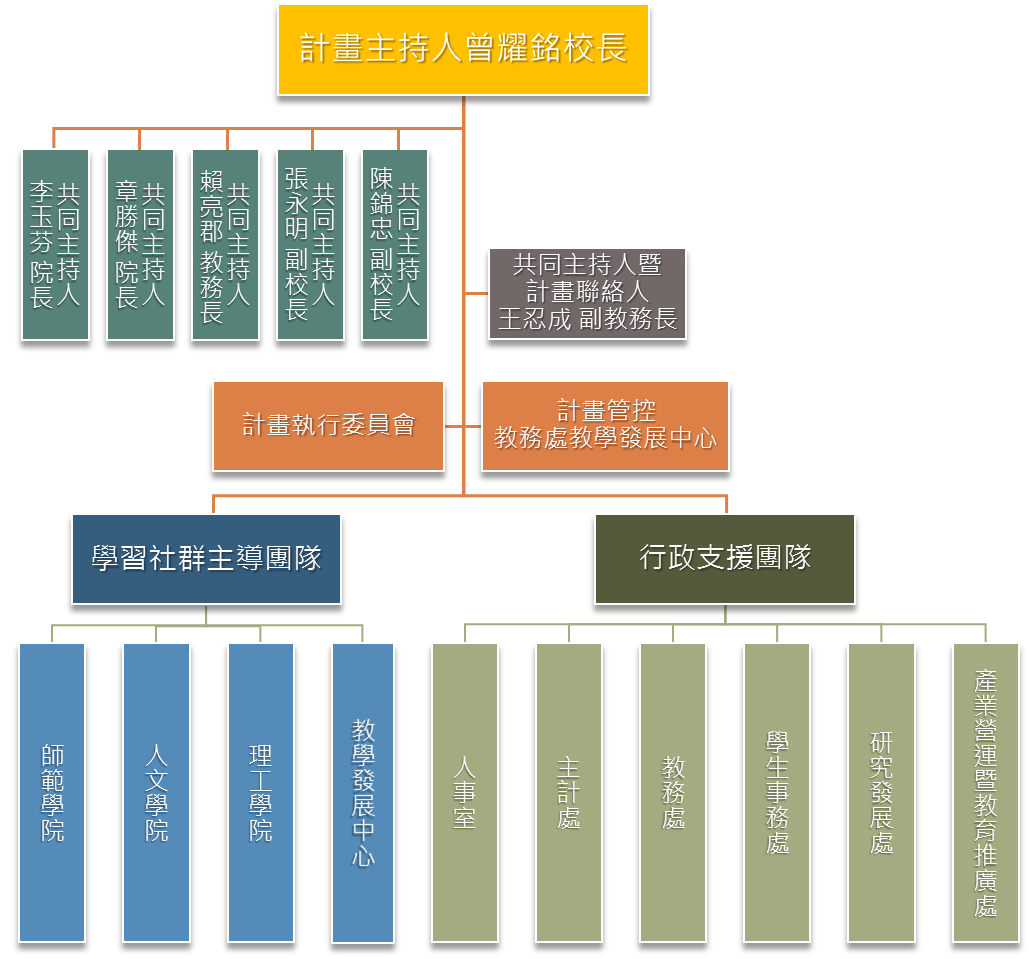 計畫主持人曾耀銘校長
共同主持人
李玉芬 院長
共同主持人
章勝傑 院長
共同主持人
賴亮郡 教務長
共同主持人
張永明 副校長
共同主持人
陳錦忠 副校長
共同主持人暨
計畫聯絡人
王忍成 副教務長
計畫執行委員會
計畫管控
教務處教學發展中心
學習社群主導團隊
行政支援團隊
師範學院
人文學院
理工學院
教學發展中心
人事室
主計處
教務處
學生事務處
研究發展處
產業營運暨教育推廣處